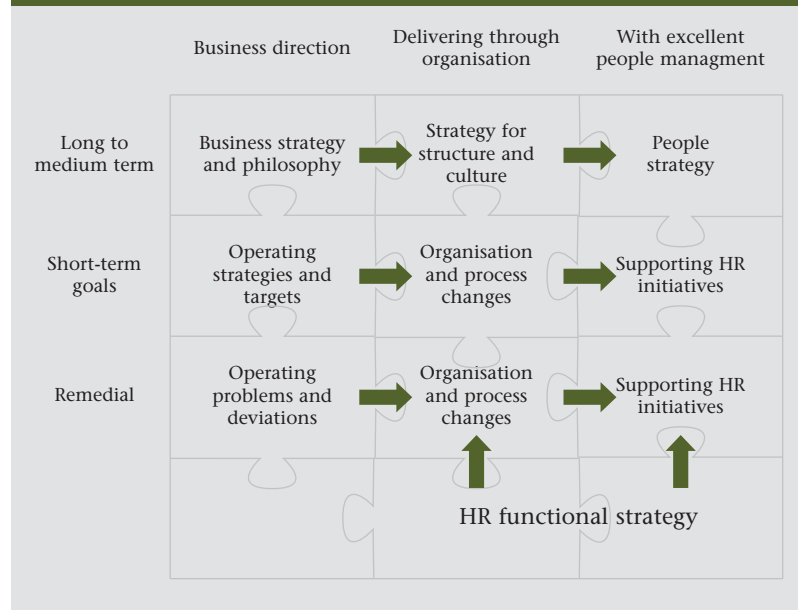 Business direction
Delivering through
organisation
With excellent
people managment
Long to
medium term
Business strategy
and philosophy
Strategy for
structure and
culture
People
strategy
Short-term
goals
Operating
strategies and
targets
Organisation
and process
changes
Supporting HR
initiatives
Remedial
Operating
problems and
deviations
Organisation
and process
changes
Supporting HR
initiatives
HR functional strategy